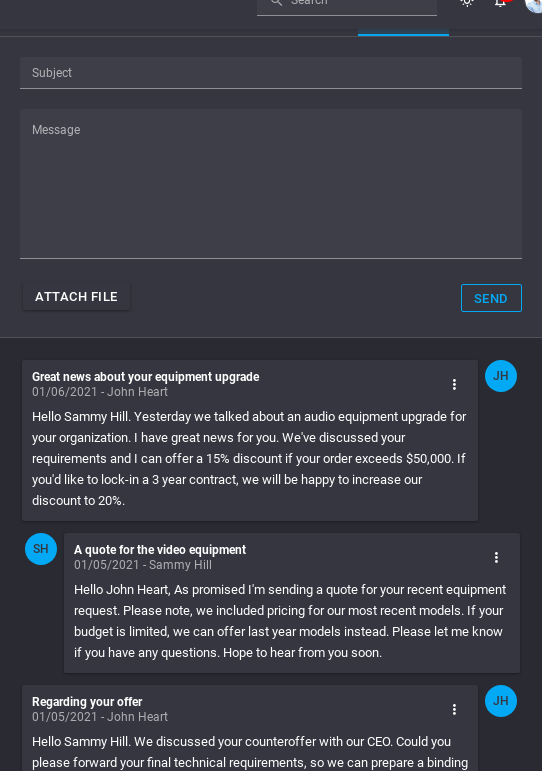 Search
Subject
Message
ATTACH FILE
SEND
Great news about your equipment upgrade
01/06/2021 - John Heart
JH
Hello Sammy Hill. Yesterday we talked about an audio equipment upgrade for
your organization. I have great news for you. We've discussed your
requirements and I can offer a 15% discount if your order exceeds $50,000. If
you'd like to lock-in a 3 year contract, we will be happy to increase our
discount to 20%.
SH
A quote for the video equipment
01/05/2021 - Sammy Hill
Hello John Heart, As promised I'm sending a quote for your recent equipment
request. Please note, we included pricing for our most recent models. If your
budget is limited, we can offer last year models instead. Please let me know
if you have any questions. Hope to hear from you soon.
Regarding your offer
01/05/2021 - John Heart
JH
Hello Sammy Hill. We discussed your counteroffer with our CEO. Could you
please forward your final technical requirements, so we can prepare a binding